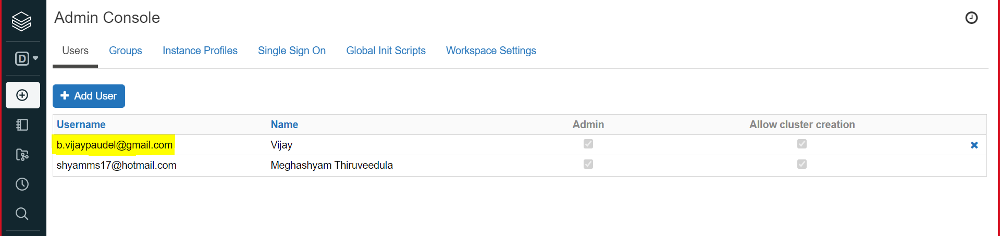 Admin Console
D
Users Groups Instance Profiles Single Sign On Global Init Scripts Workspace Settings
Add User
Username Name Admin Allow cluster creation
b.vijaypaudel@gmail.com Vijay
shyamms17@hotmail.com Meghashyam Thiruveedula